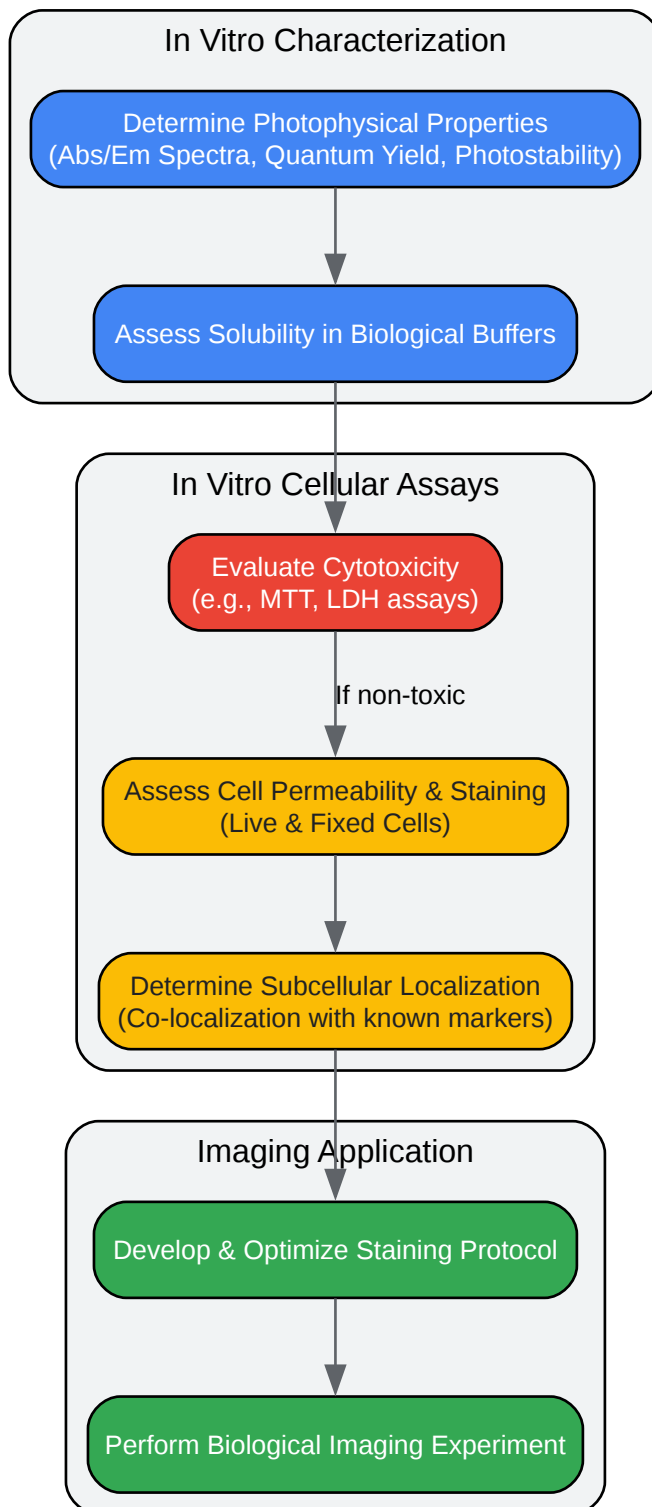 In Vitro Characterization
Determine Photophysical Properties
(Abs/Em Spectra, Quantum Yield, Photostability)
Assess Solubility in Biological Buffers
In Vitro Cellular Assays
Evaluate Cytotoxicity
(e.g., MTT, LDH assays)
If non-toxic
Assess Cell Permeability & Staining
(Live & Fixed Cells)
Determine Subcellular Localization
(Co-localization with known markers)
Imaging Application
Develop & Optimize Staining Protocol
Perform Biological Imaging Experiment